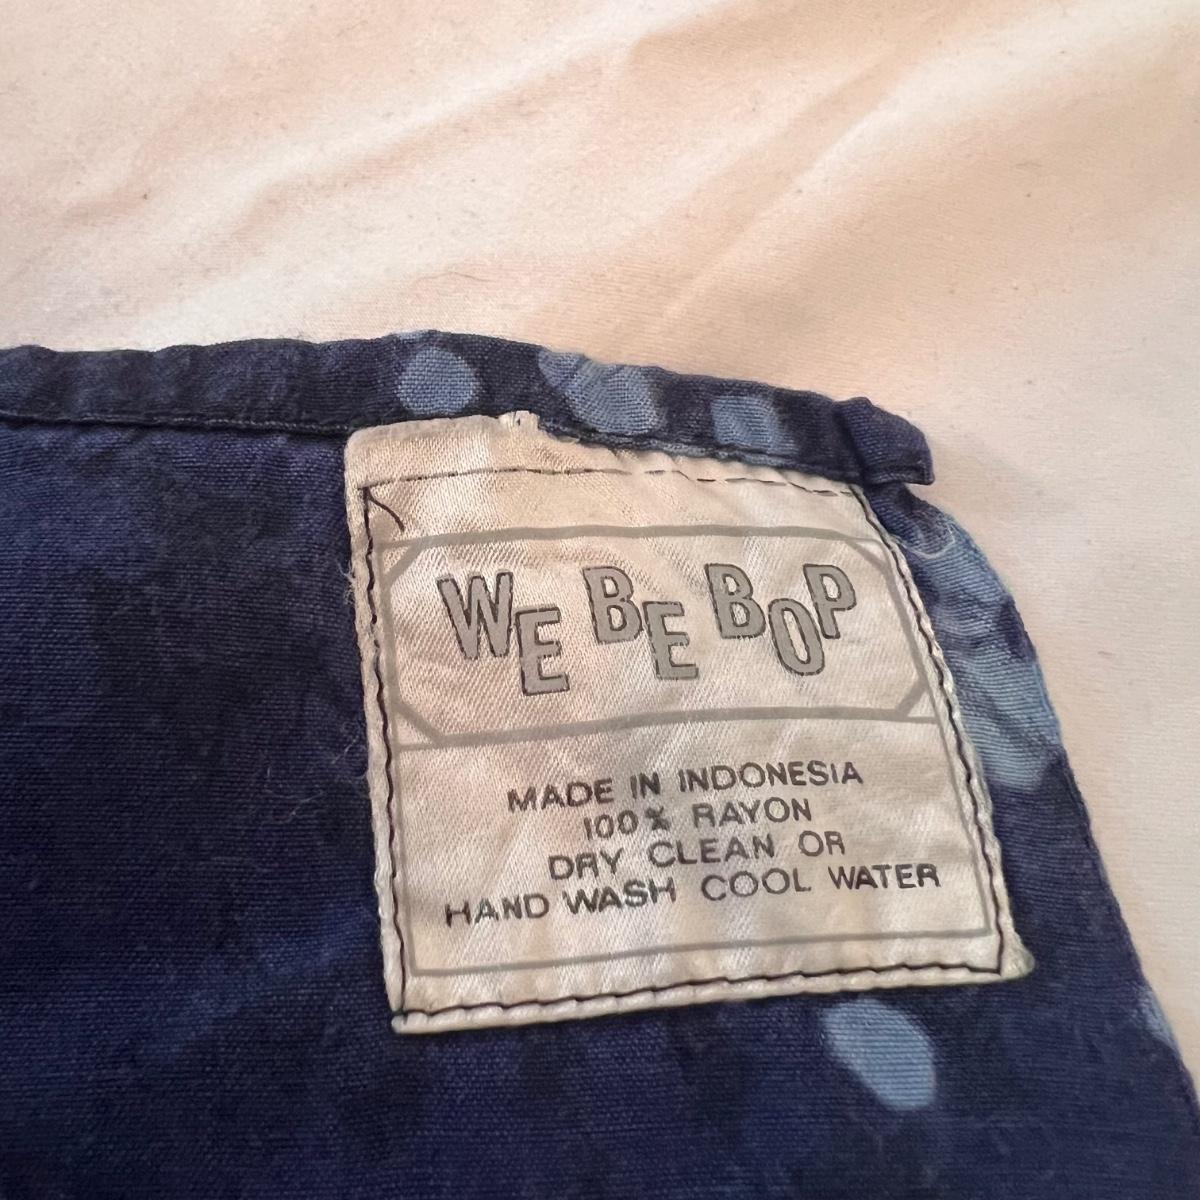 WE BE BOP
MADE IN INDONESIA
100% RAYON
DRY CLEAN OR
HAND WASH COOL WATER